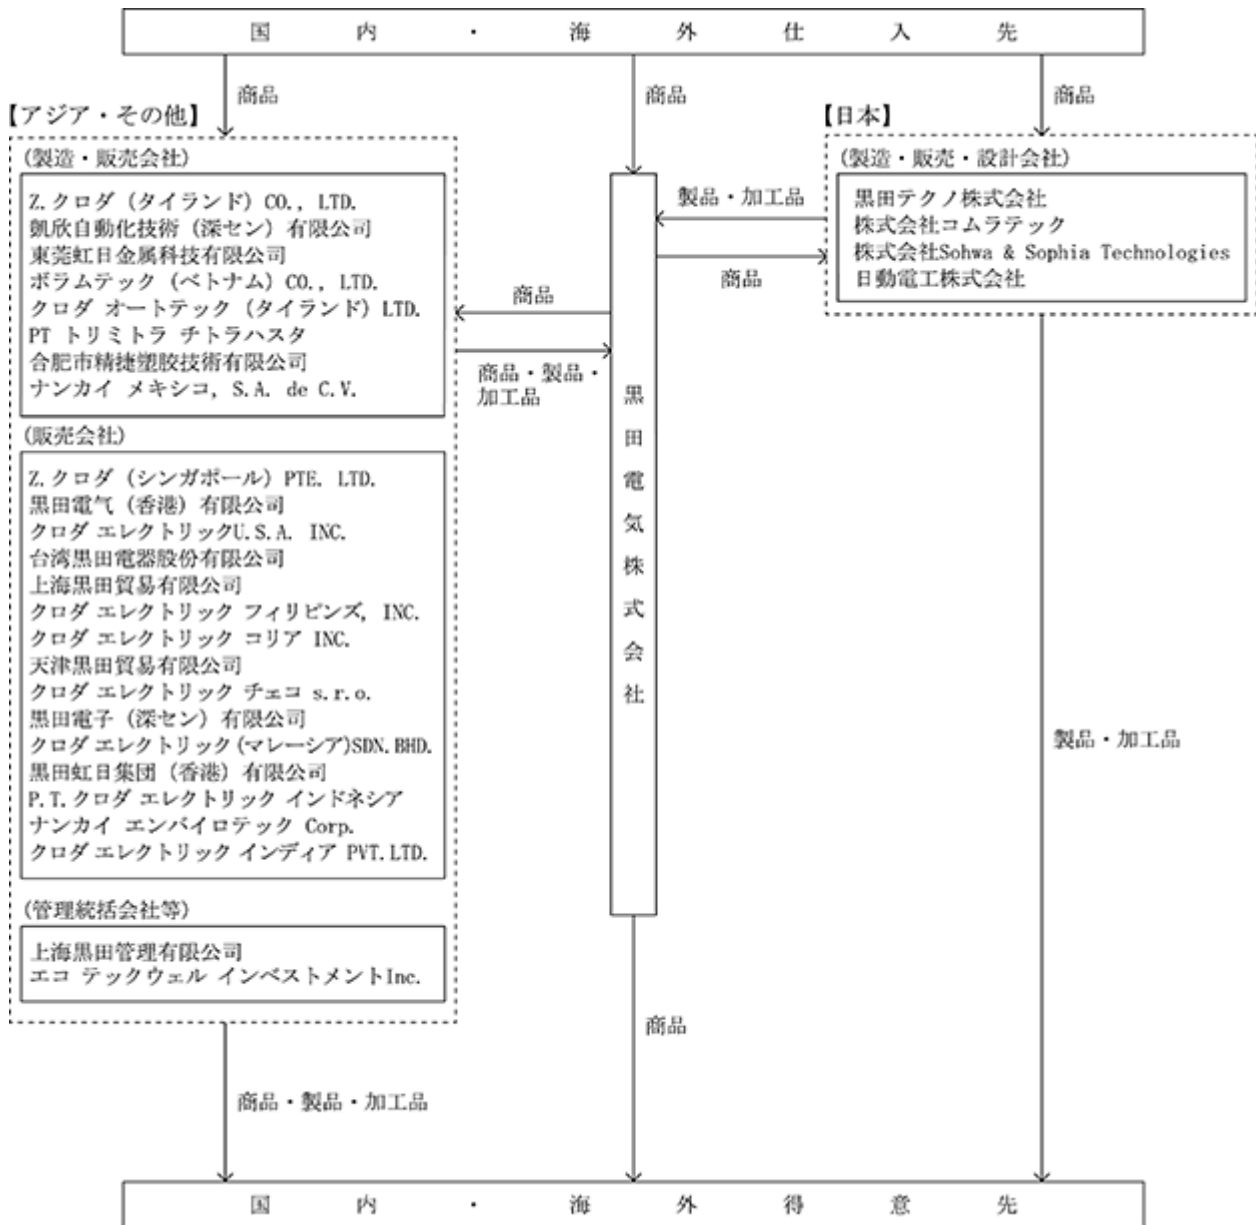 国内・海外仕入先
商品
商品
商品
【アジア・その他】
【日本】
(製造・販売会社)
Z.クロダ（タイランド）CO., LTD.
凱欣自動化技術（深セン）有限公司
東莞虹日金属科技有限公司
ボラムテック（ベトナム）CO., LTD.
クロダ オートテック（タイランド）LTD.
PT トリミトラ チトラハスタ
合肥市精捷塑胶技術有限公司
ナンカイ メキシコ, S.A. de C.V.
(販売会社)
Z.クロダ（シンガポール）PTE. LTD.
黒田電気（香港）有限公司
クロダ エレクトリックU.S.A. INC.
台湾黒田電器股份有限公司
上海黒田貿易有限公司
クロダ エレクトリック フィリピンズ, INC.
クロダ エレクトリック コリア INC.
天津黒田貿易有限公司
クロダ エレクトリック チェコ s.r.o.
黒田電子（深セン）有限公司
クロダ エレクトリック(マレーシア)SDN.BHD.
黒田虹日集団（香港）有限公司
P.T.クロダ エレクトリック インドネシア
ナンカイ エンバイロテック Corp.
クロダ エレクトリック インディア PVT.LTD.
(管理統括会社等)
上海黒田管理有限公司
エコ テックウェル インベストメントInc.
商品
商品・製品・
加工品
黒田電気株式会社
製品・加工品
商品
(製造・販売・設計会社)
黒田テクノ株式会社
株式会社コムラテック
株式会社Sohwa & Sophia Technologies
日動電工株式会社
商品・製品・加工品
商品
製品・加工品
国内・海外得意先